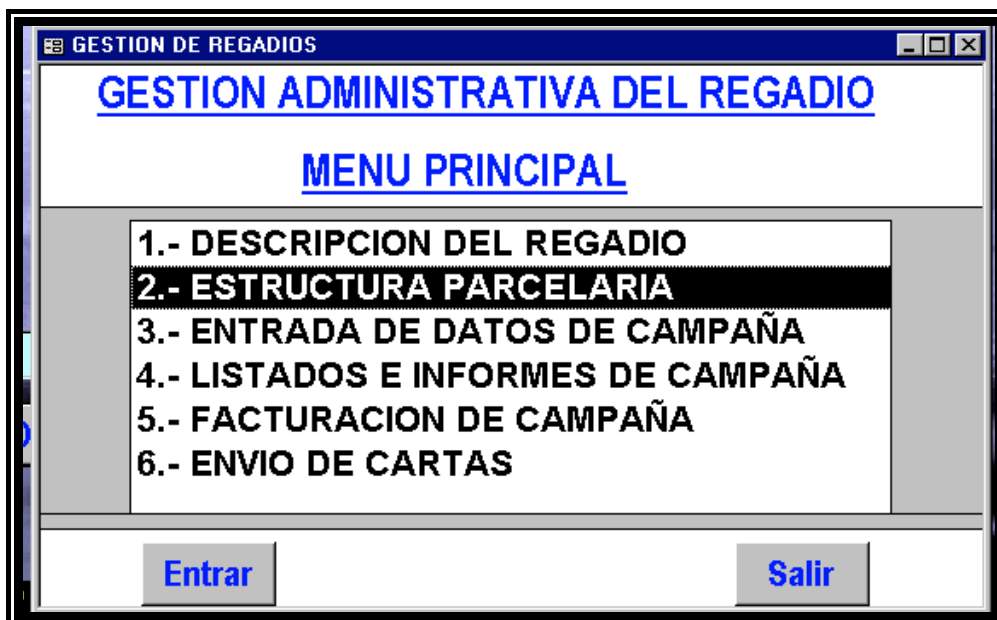 GESTION DE REGADIOS
GESTION ADMINISTRATIVA DEL REGADIO
MENU PRINCIPAL
1.- DESCRIPCION DEL REGADIO
2.- ESTRUCTURA PARCELARIA
3.- ENTRADA DE DATOS DE CAMPAÑA
4.- LISTADOS E INFORMES DE CAMPAÑA
5.- FACTURACION DE CAMPAÑA
6.- ENVIO DE CARTAS
Entrar
Salir